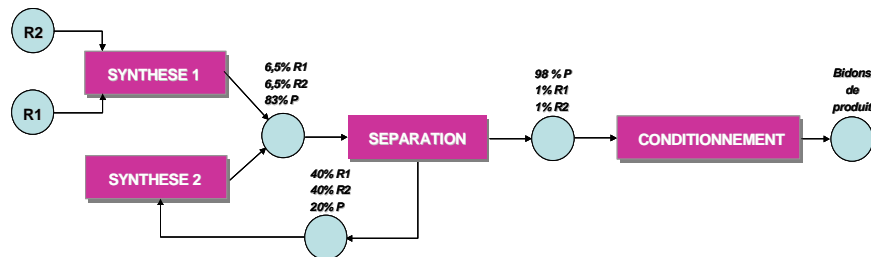 R2
SYNTHESE 1
R1
6,5% R1
6,5% R2
83% P
SEPARATION
98 % P
1% R1
1% R2
CONDITIONNEMENT
Bidons
de
produit
SYNTHESE 2
40% R1
40% R2
20% P